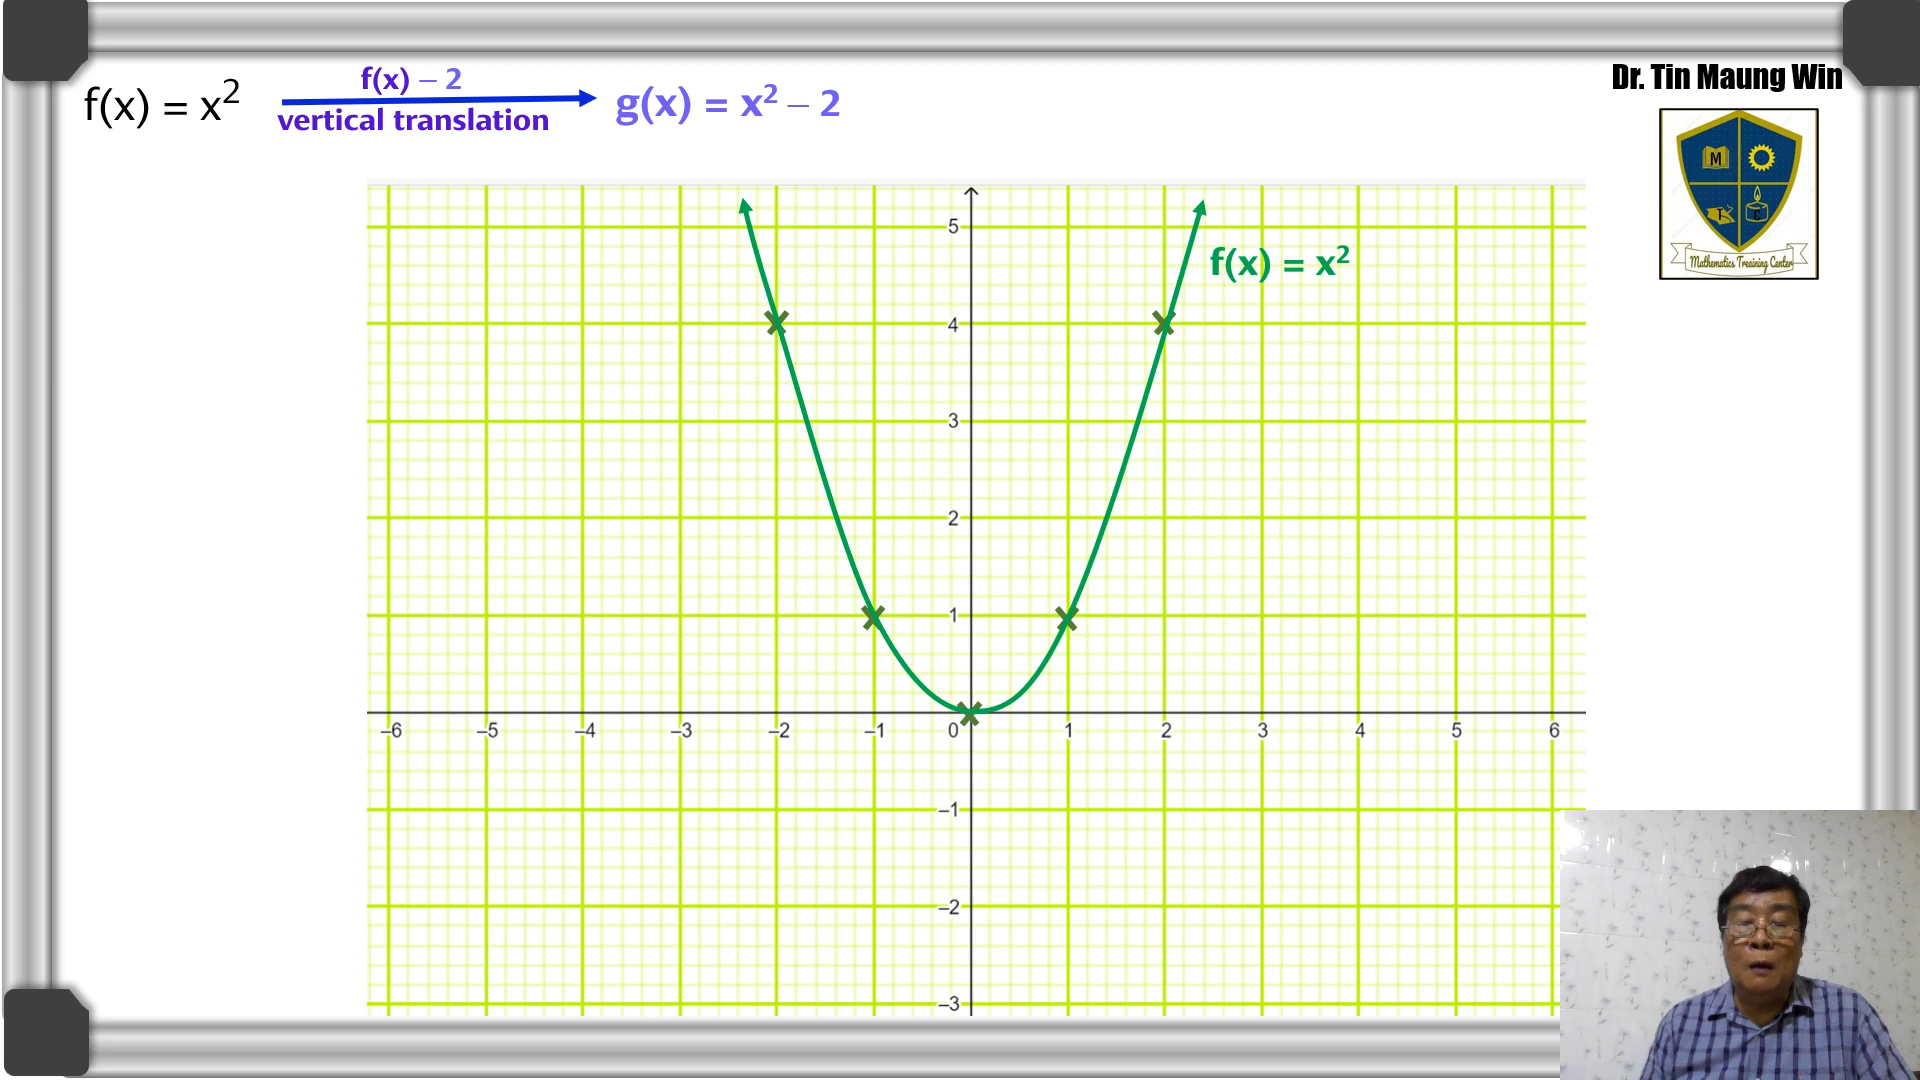 f(x) = x²
f(x) – 2
vertical translation
g(x) = x² – 2
Dr. Tin Maung Win
M
T
C
Mathematics Treaining Center
f(x) = x²
5
4
3
2
1
–6 –5 –4 –3 –2 –1 0 1 2 3 4 5 6
–1
–2
–3